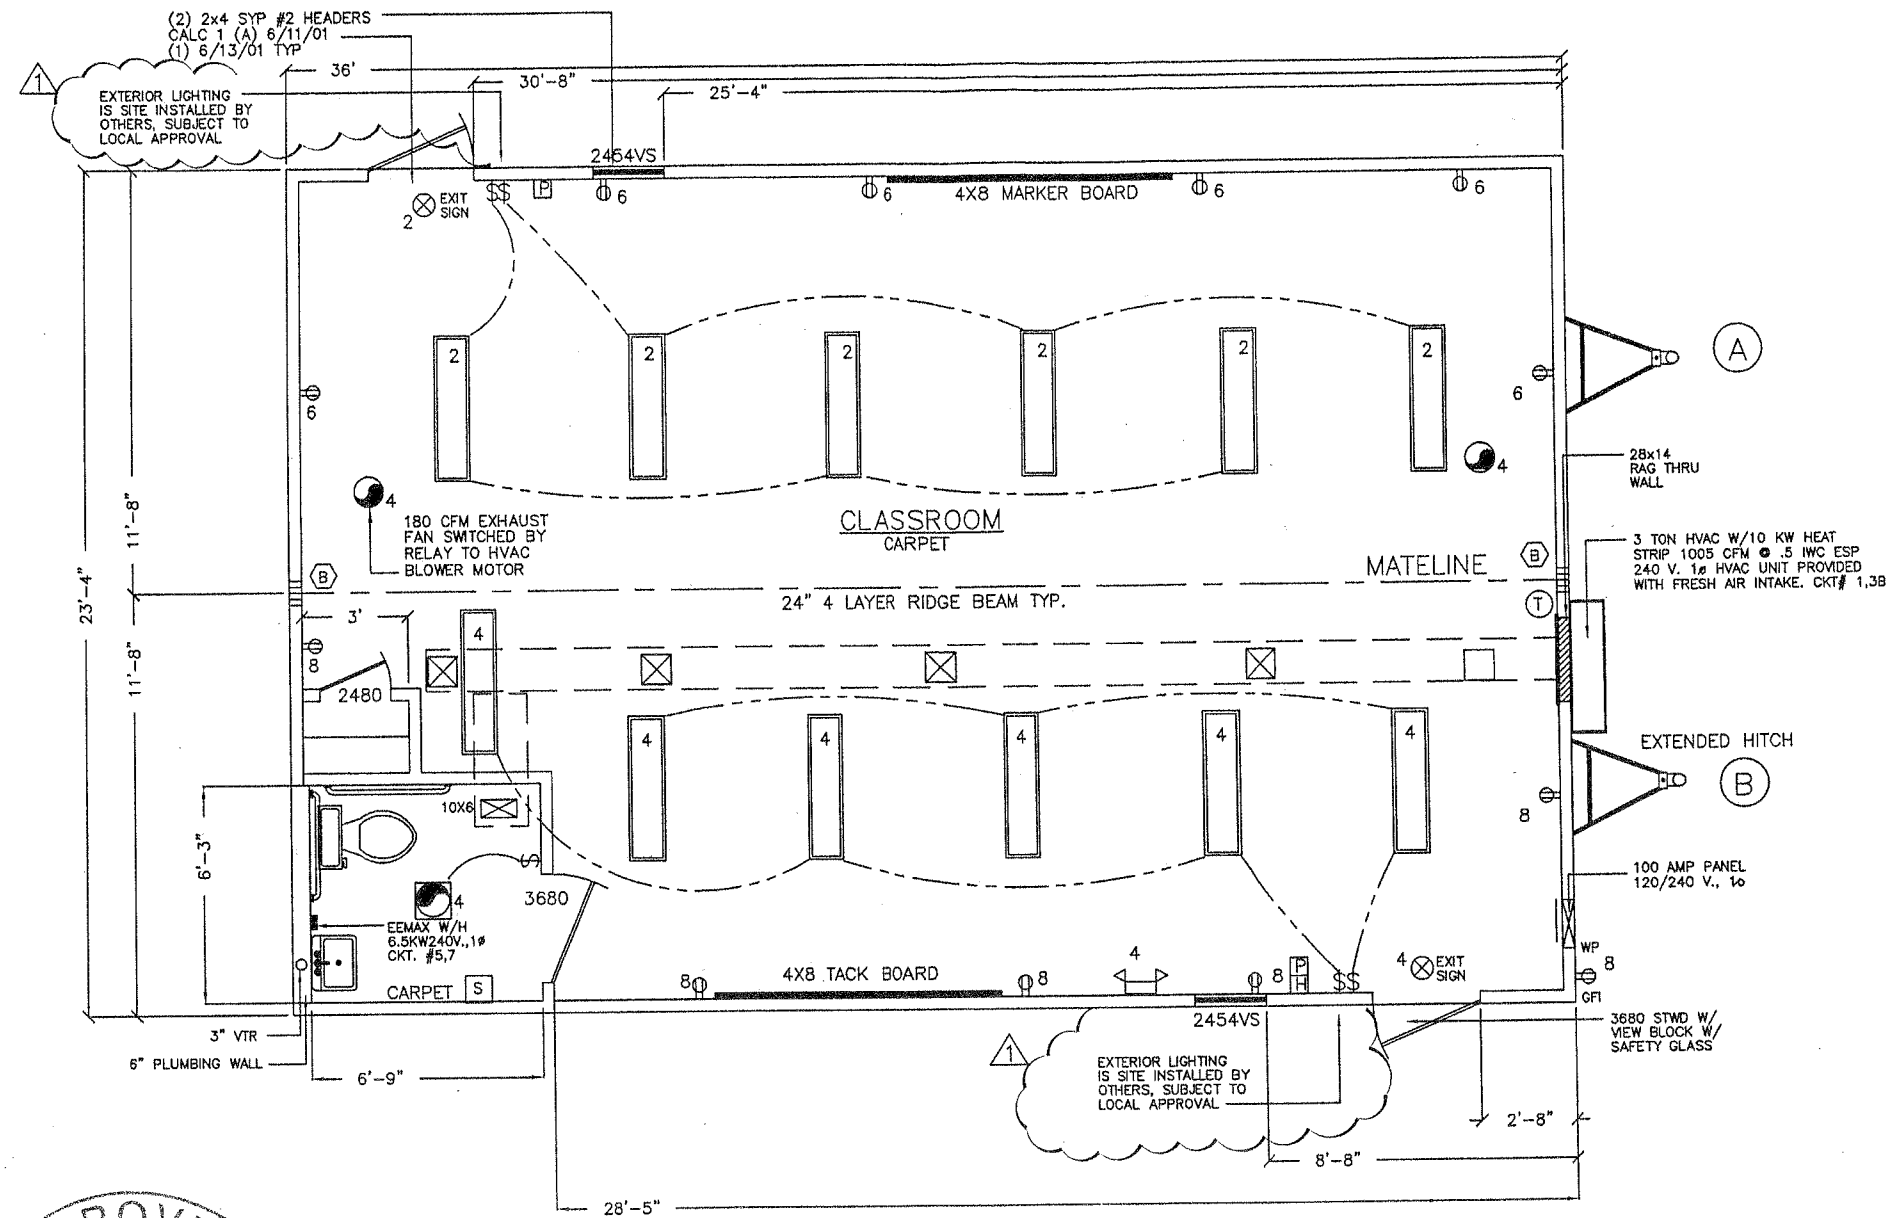 (2) 2x4 SYP #2 HEADERS
CALC 1 (A) 6/11/01
(1) 6/13/01 TYP
1
EXTERIOR LIGHTING
IS SITE INSTALLED BY
OTHERS, SUBJECT TO
LOCAL APPROVAL
36'
30'-8"
25'-4"
2454VS
EXIT
SIGN
2
$$
P
6
6
4X8 MARKER BOARD
6
6
2
2
2
2
2
2
A
6
6
4
4
28x14
RAG THRU
WALL
180 CFM EXHAUST
FAN SWITCHED BY
RELAY TO HVAC
BLOWER MOTOR
CLASSROOM
CARPET
MATELINE
B
B
3 TON HVAC W/10 KW HEAT
STRIP 1005 CFM @ .5 IWC ESP
240 V. 1ø HVAC UNIT PROVIDED
WITH FRESH AIR INTAKE. CKT# 1,3B
23'-4"
11'-8"
11'-8"
24" 4 LAYER RIDGE BEAM TYP.
T
3'
4
8
2480
4
4
4
4
4
EXTENDED HITCH
B
8
10X6
6'-3"
S
4
3680
EEMAX W/H
6.5KW240V.,1ø
CKT. #5,7
100 AMP PANEL
120/240 V., 1ø
WP
8
GFI
CARPET
S
8
4X8 TACK BOARD
8
4
8
P
H
$$
4
EXIT
SIGN
2454VS
3680 STWD W/
VIEW BLOCK W/
SAFETY GLASS
3" VTR
6" PLUMBING WALL
6'-9"
1
EXTERIOR LIGHTING
IS SITE INSTALLED BY
OTHERS, SUBJECT TO
LOCAL APPROVAL
2'-8"
8'-8"
28'-5"